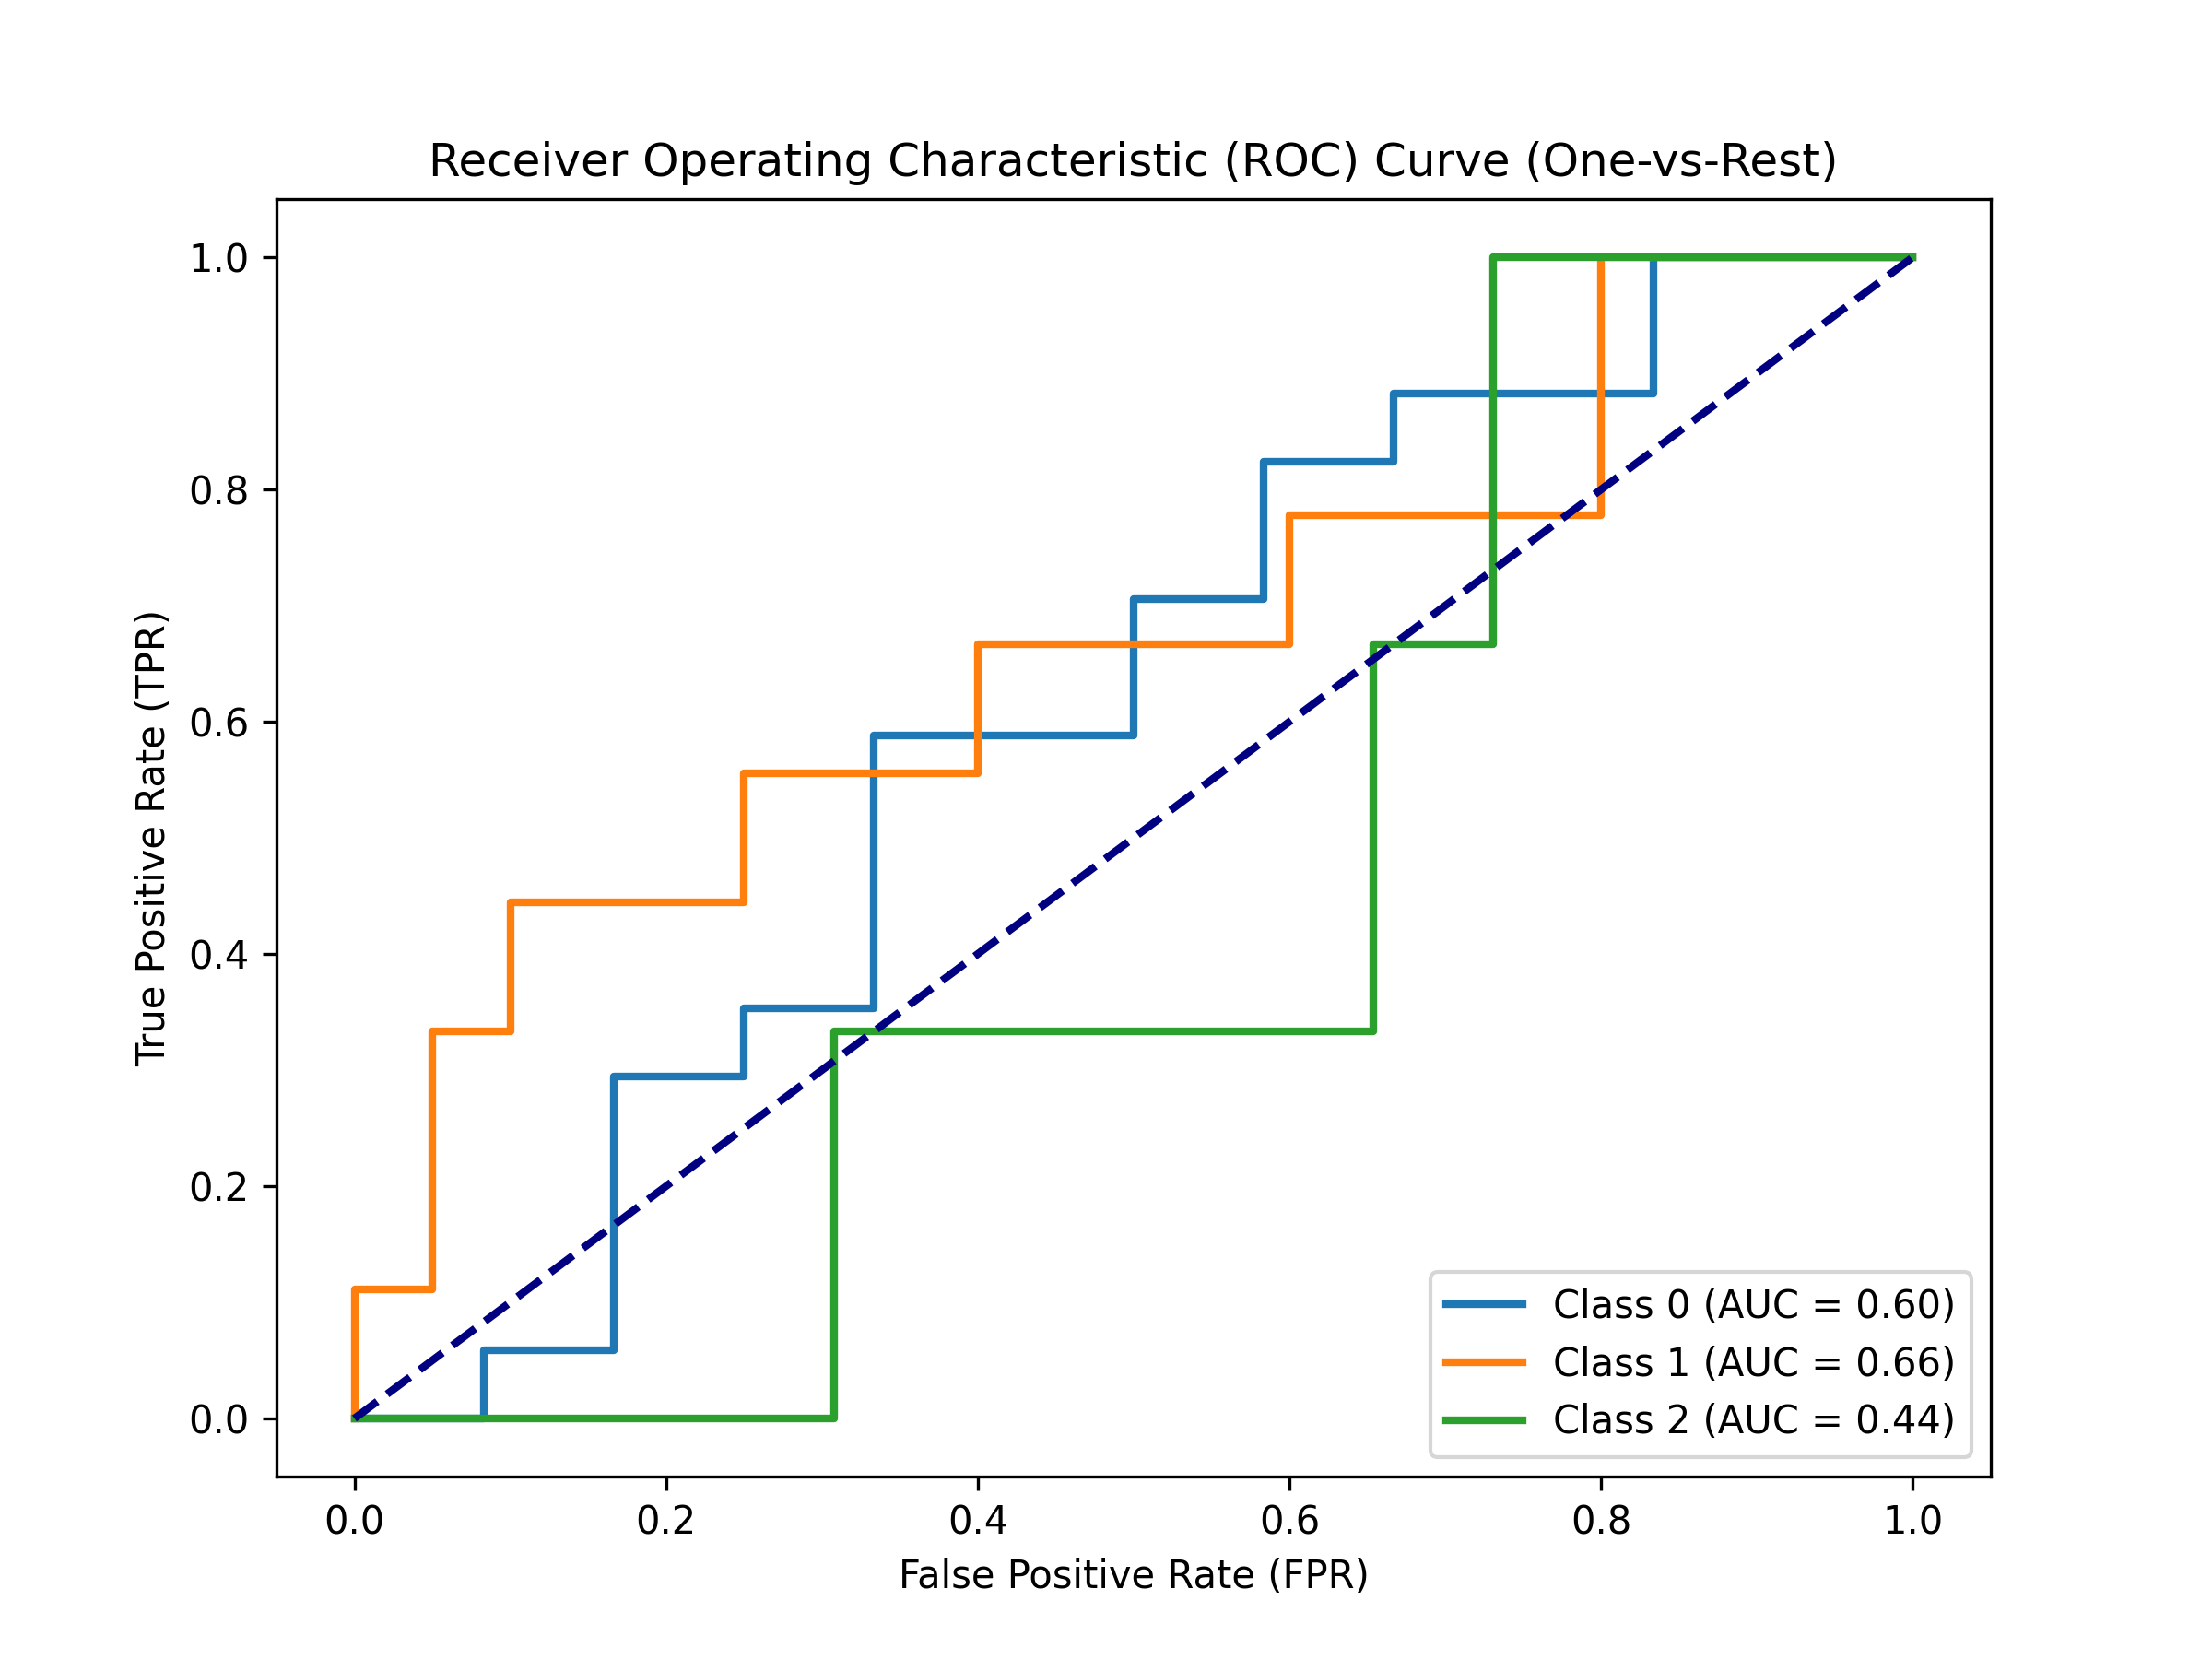 Receiver Operating Characteristic (ROC) Curve (One-vs-Rest)
True Positive Rate (TPR)
1.0
0.8
0.6
0.4
0.2
0.0
Class 0 (AUC = 0.60)
Class 1 (AUC = 0.66)
Class 2 (AUC = 0.44)
0.0 0.2 0.4 0.6 0.8 1.0
False Positive Rate (FPR)